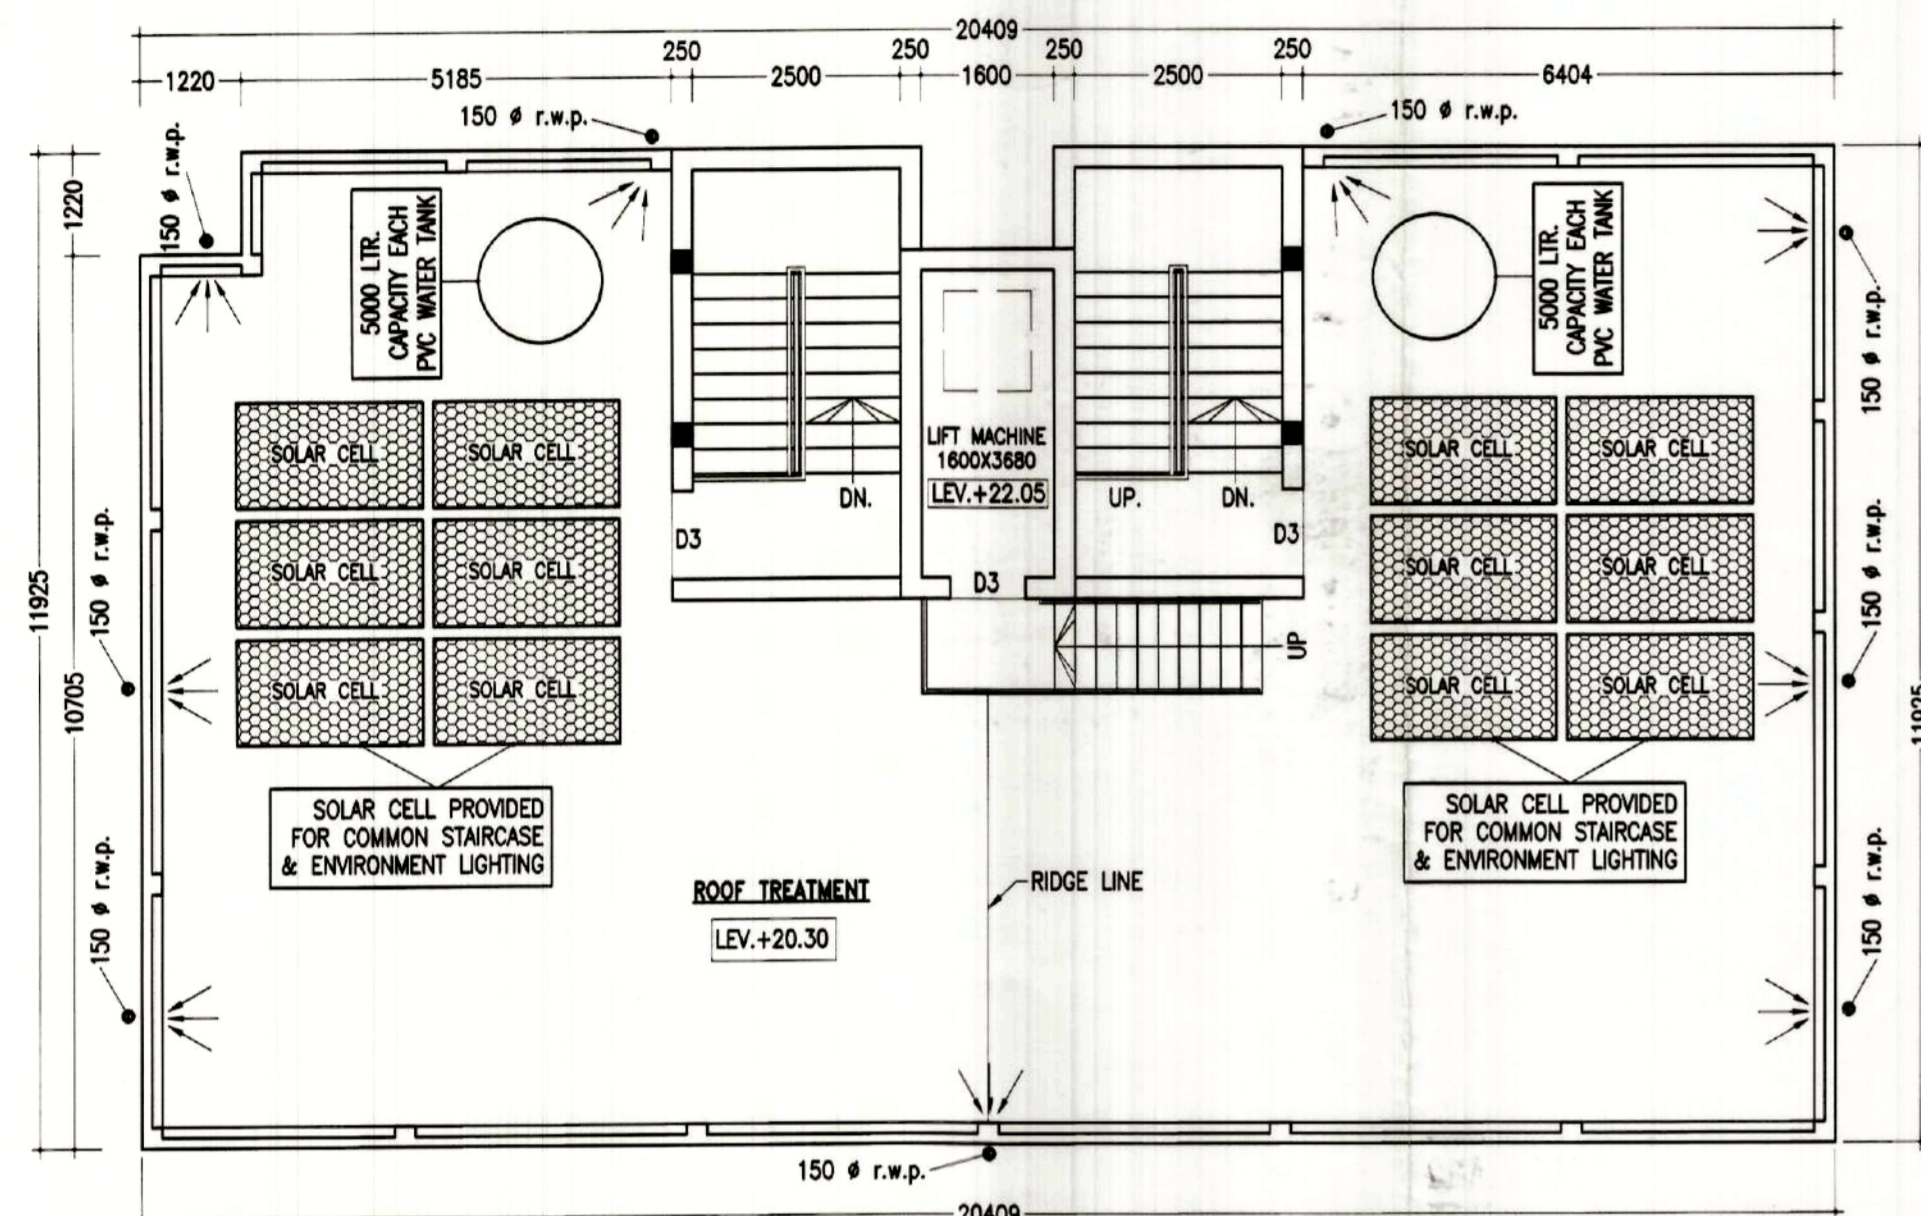 20409
250 250 250 250
1220 5185 2500 1600 2500 6404
150 ø r.w.p.
150 ø r.w.p.
150 ø r.w.p.
1220
11925
10705
5000 LTR.
CAPACITY EACH
PVC WATER TANK
5000 LTR.
CAPACITY EACH
PVC WATER TANK
150 ø r.w.p.
SOLAR CELL SOLAR CELL
SOLAR CELL SOLAR CELL
SOLAR CELL SOLAR CELL
LIFT MACHINE
1600X3680
LEV.+22.05
DN.
UP.
DN.
D3
D3
D3
UP
SOLAR CELL SOLAR CELL
SOLAR CELL SOLAR CELL
SOLAR CELL SOLAR CELL
150 ø r.w.p.
150 ø r.w.p.
11925
SOLAR CELL PROVIDED
FOR COMMON STAIRCASE
& ENVIRONMENT LIGHTING
SOLAR CELL PROVIDED
FOR COMMON STAIRCASE
& ENVIRONMENT LIGHTING
150 ø r.w.p.
ROOF TREATMENT
LEV.+20.30
RIDGE LINE
150 ø r.w.p.
150 ø r.w.p.
20409